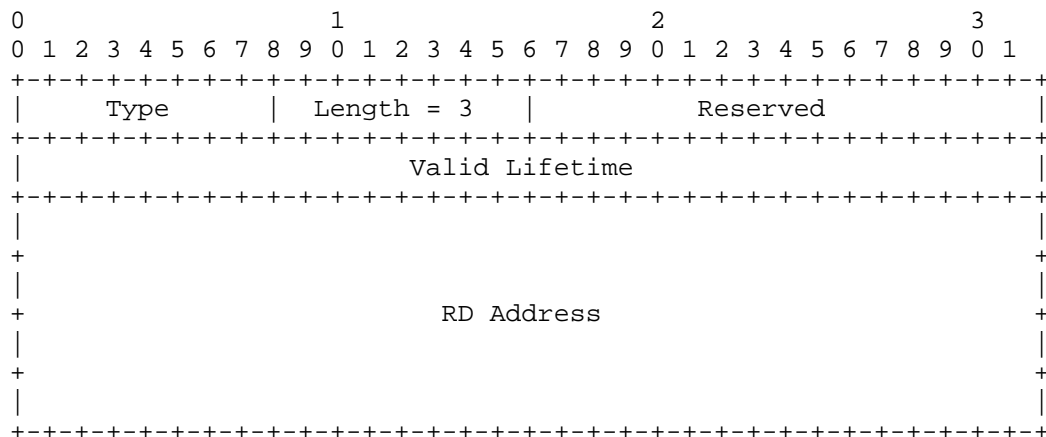 0                   1                   2                   3
0 1 2 3 4 5 6 7 8 9 0 1 2 3 4 5 6 7 8 9 0 1 2 3 4 5 6 7 8 9 0 1
+-+-+-+-+-+-+-+-+-+-+-+-+-+-+-+-+-+-+-+-+-+-+-+-+-+-+-+-+-+-+-+-+
|     Type      |  Length = 3   |          Reserved             |
+-+-+-+-+-+-+-+-+-+-+-+-+-+-+-+-+-+-+-+-+-+-+-+-+-+-+-+-+-+-+-+-+
|                        Valid Lifetime                         |
+-+-+-+-+-+-+-+-+-+-+-+-+-+-+-+-+-+-+-+-+-+-+-+-+-+-+-+-+-+-+-+-+
|                                                               |
+                                                               +
|                                                               |
+                          RD Address                           +
|                                                               |
+                                                               +
|                                                               |
+-+-+-+-+-+-+-+-+-+-+-+-+-+-+-+-+-+-+-+-+-+-+-+-+-+-+-+-+-+-+-+-+